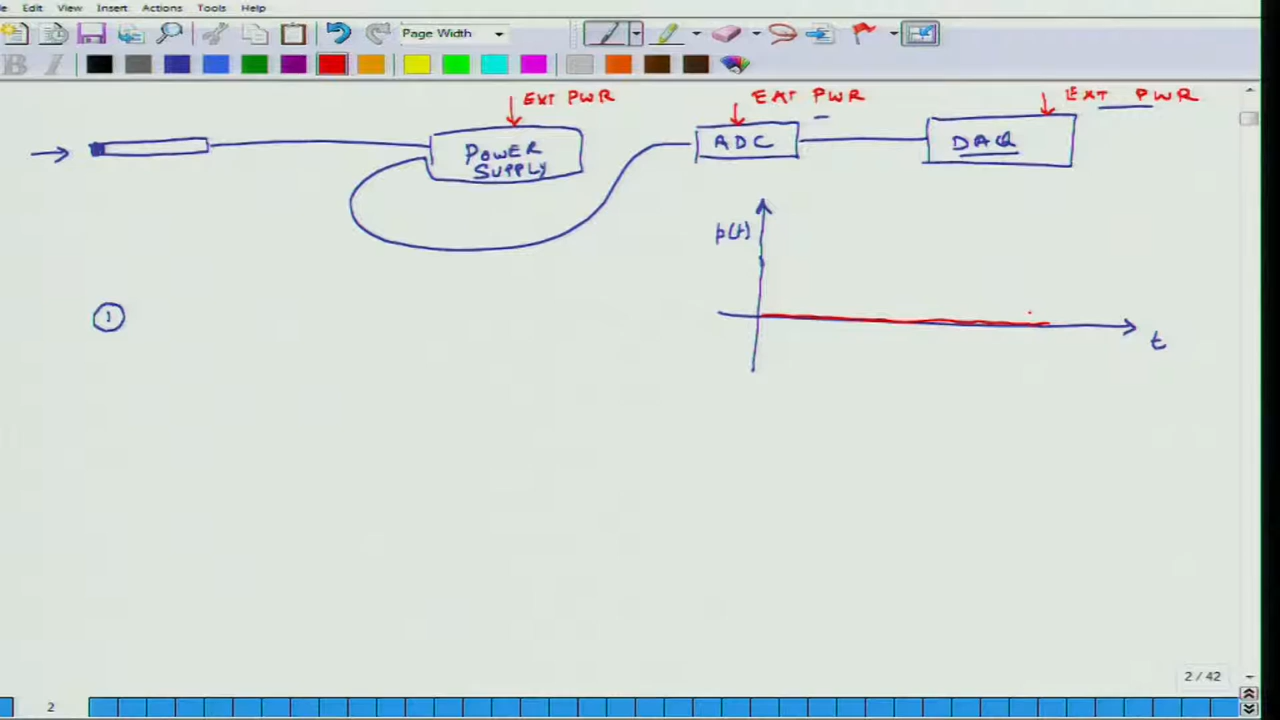 Edit View Insert Actions Tools Help
Page Width
B I
EXT PWR
EXT PWR
EXT PWR
POWER
SUPPLY
ADC
DAQ
p(t)
t
1
2 / 42
2